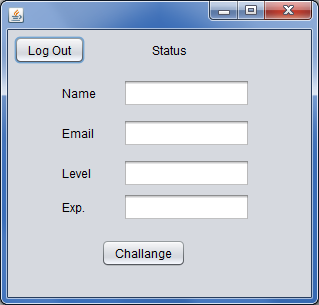 Log Out Status
Name
Email
Level
Exp.
Challange